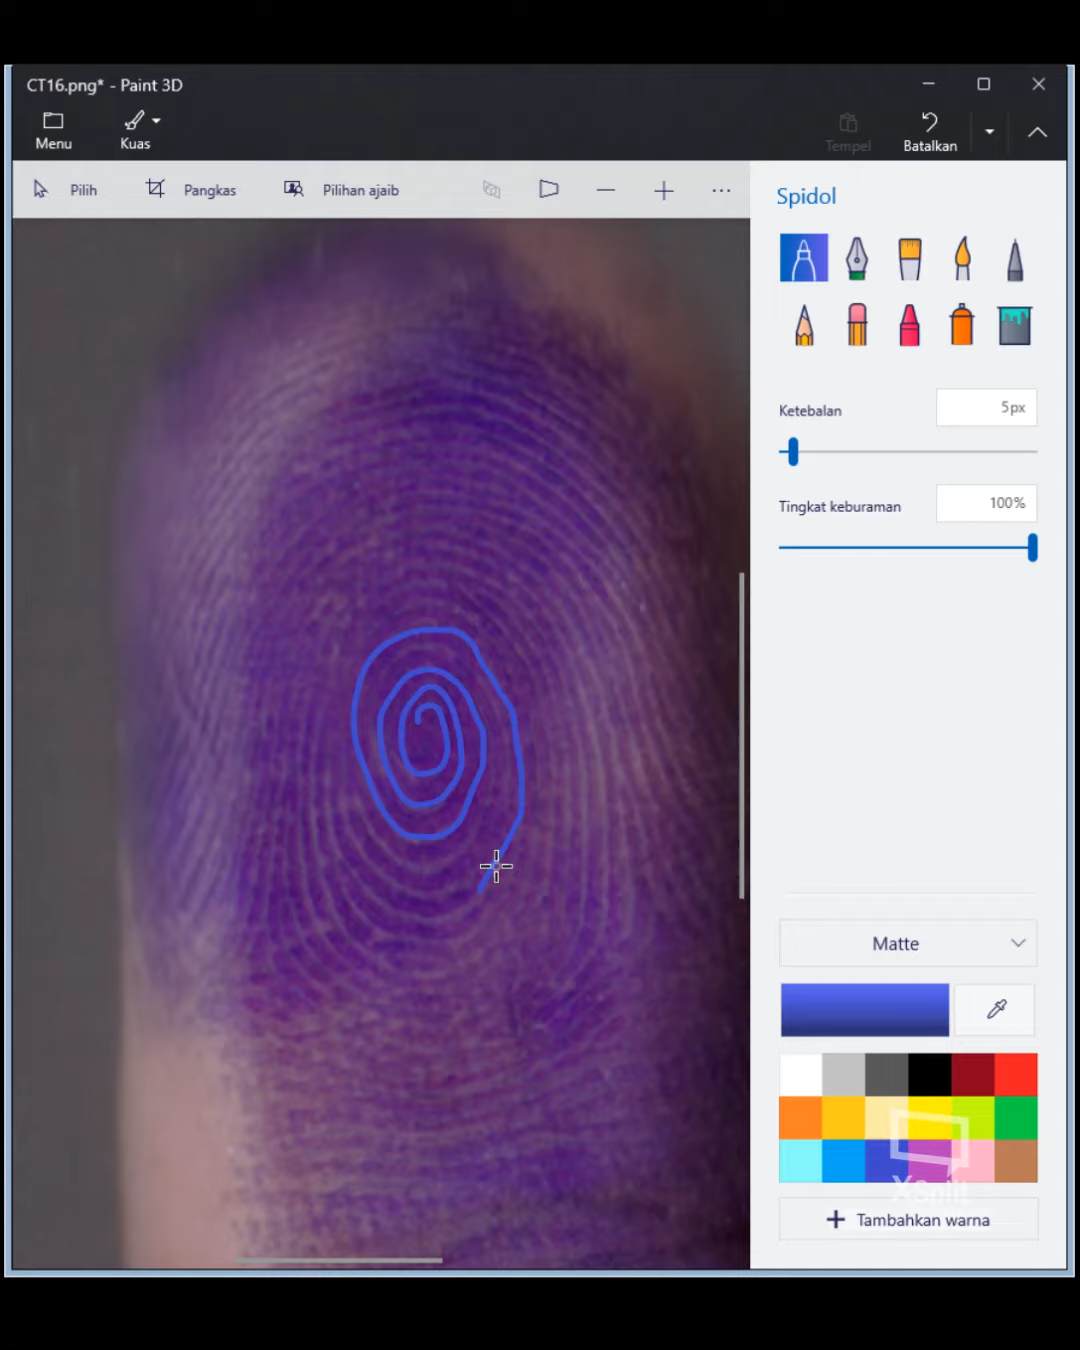 CT16.png* - Paint 3D
Menu
Kuas
Tempel
Batalkan
Pilih
Pangkas
Pilihan ajaib
Spidol
Ketebalan
5px
Tingkat keburaman
100%
Matte
XSplit
Tambahkan warna